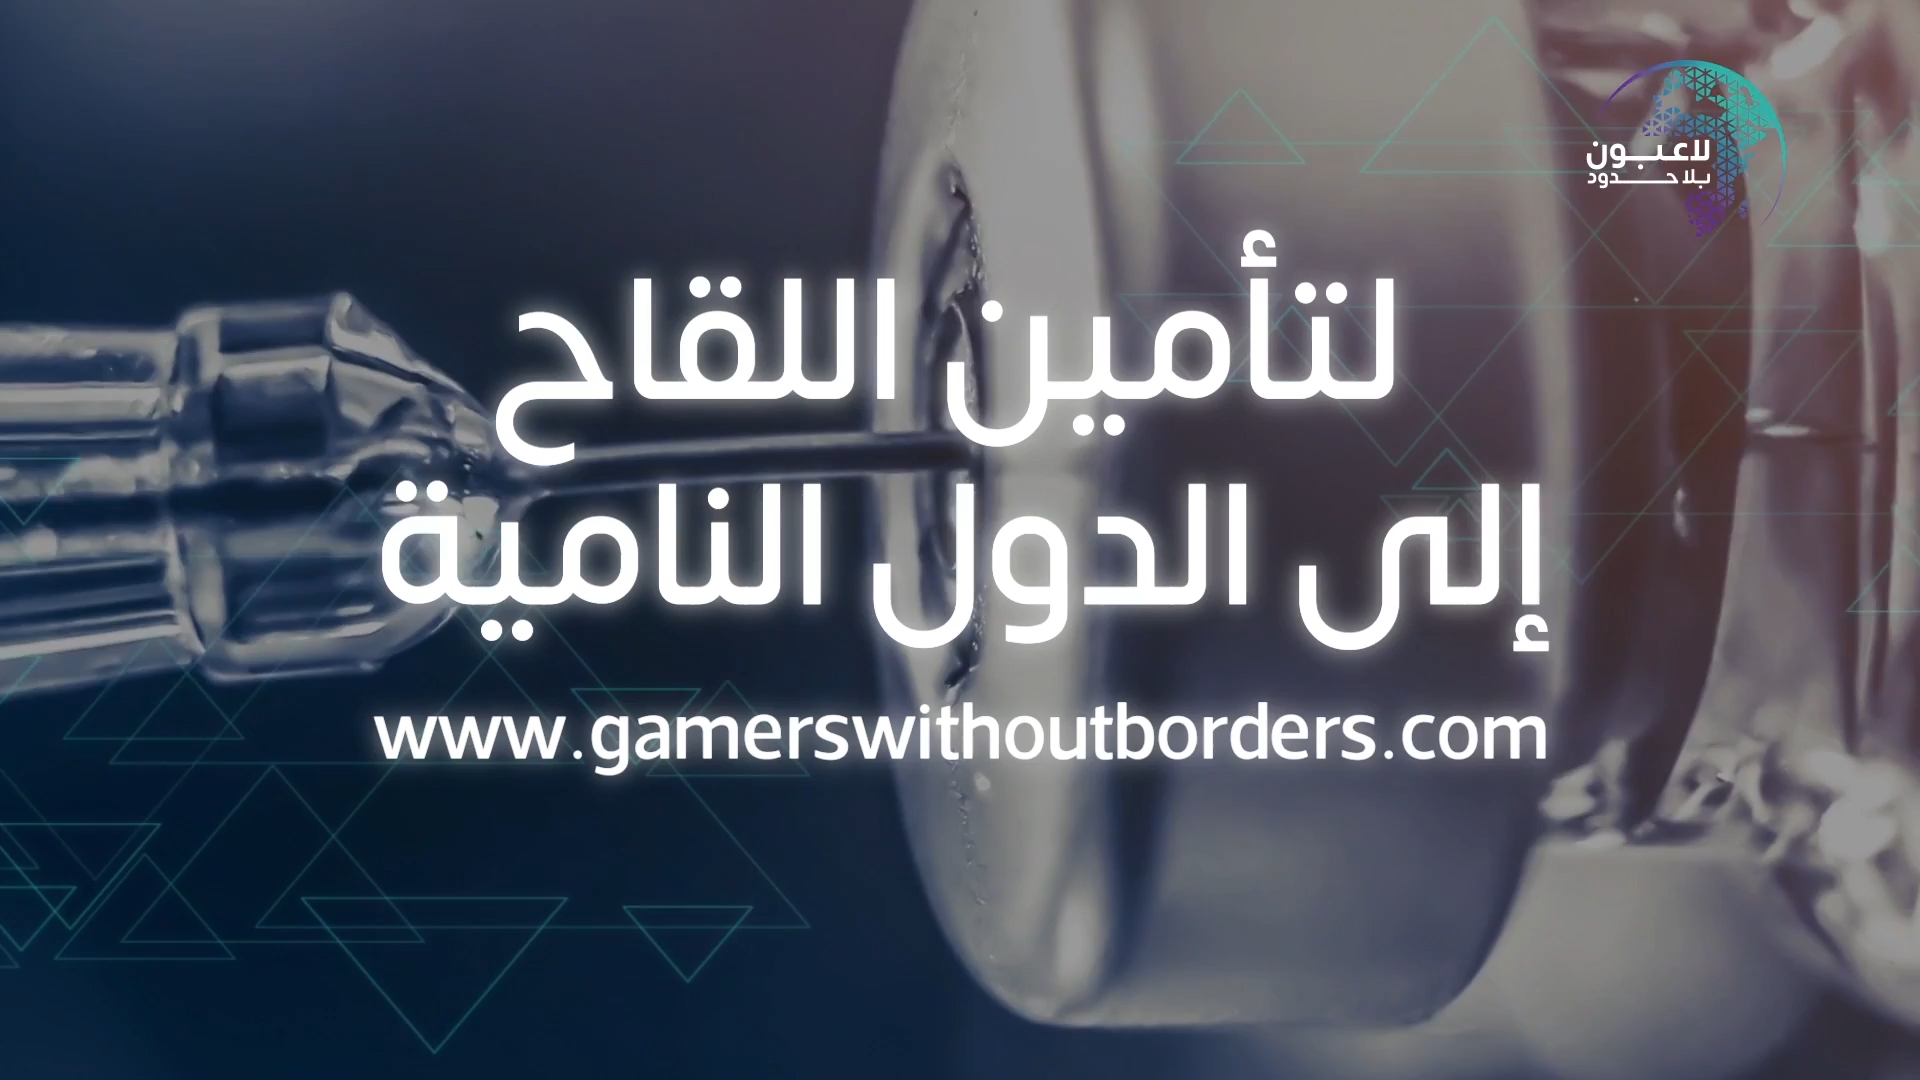 لاعبون
بلا حدود
لتأمين اللقاح
إلى الدول النامية
www.gamerswithoutborders.com